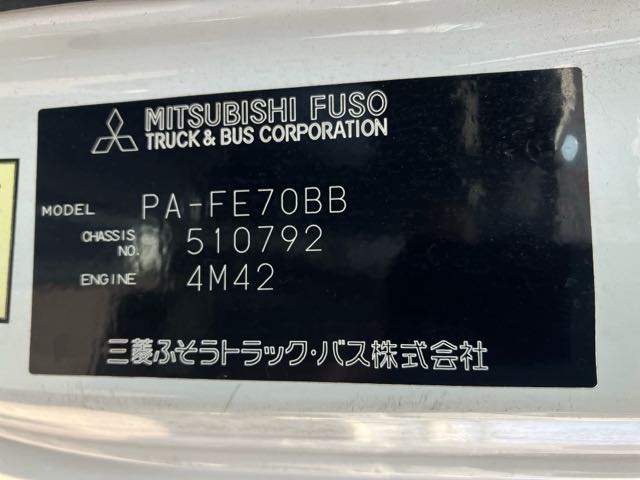 MITSUBISHI FUSO
TRUCK & BUS CORPORATION
MODEL PA-FE70BB
CHASSIS NO. 510792
ENGINE 4M42
三菱ふそうトラック・バス株式会社